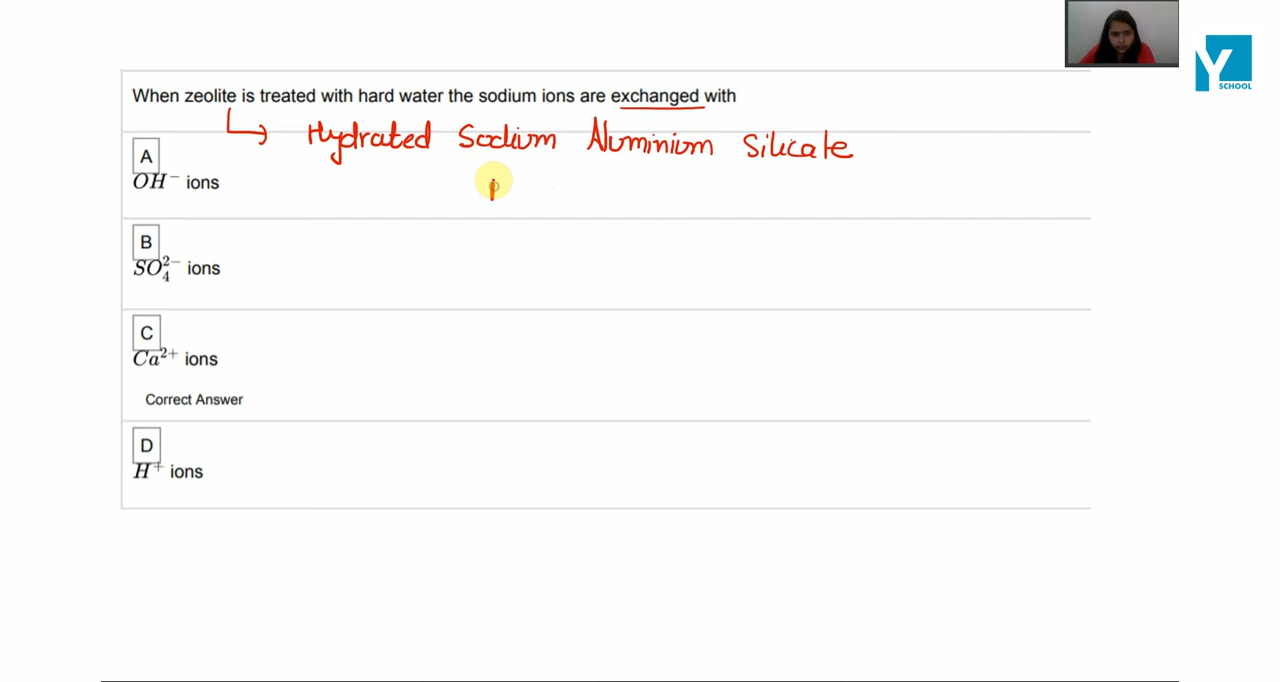 Y
SCHOOL
When zeolite is treated with hard water the sodium ions are exchanged with
Hydrated Sodium Aluminium Silicate
A
OH⁻ ions
B
SO₄²⁻ ions
C
Ca²⁺ ions
Correct Answer
D
H⁺ ions